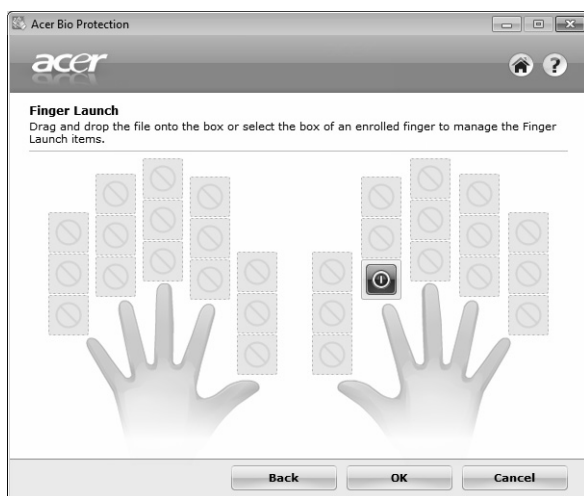 Acer Bio Protection
acer
Finger Launch
Drag and drop the file onto the box or select the box of an enrolled finger to manage the Finger
Launch items.
Back OK Cancel